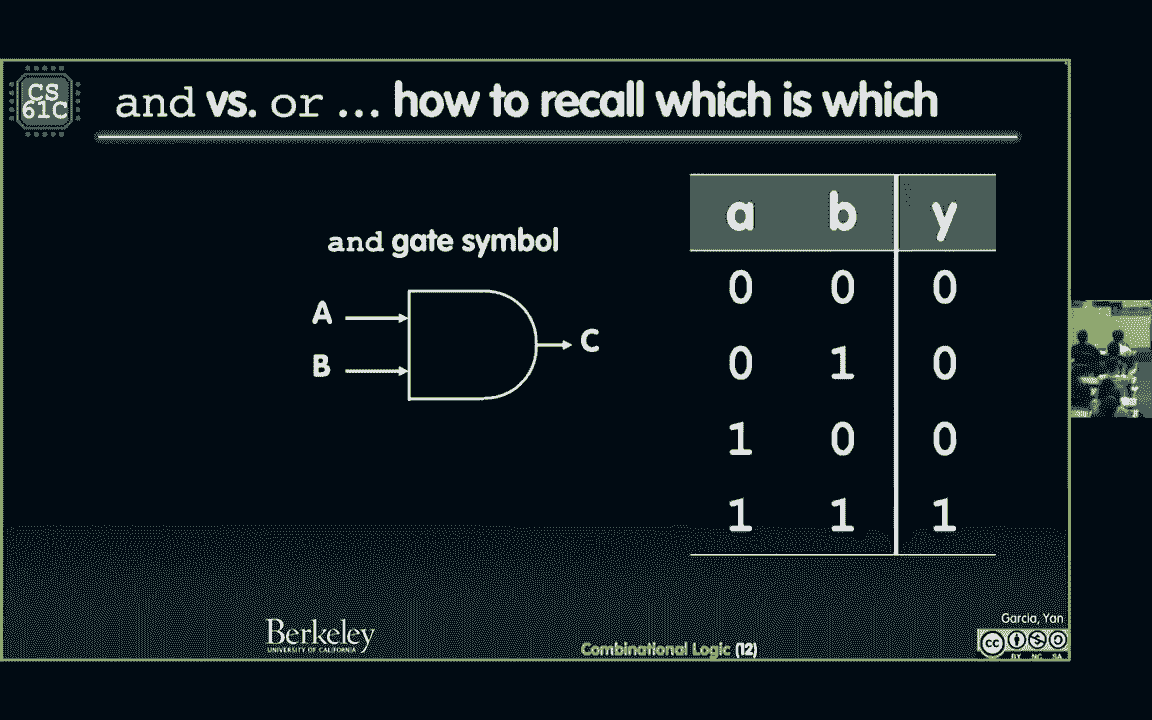 CS
61C
and vs. or ... how to recall which is which
and gate symbol
A
B
C
a b y
0 0 0
0 1 0
1 0 0
1 1 1
Berkeley
UNIVERSITY OF CALIFORNIA
Combinational Logic (12)
Garcia, Yan
cc
BY NC SA